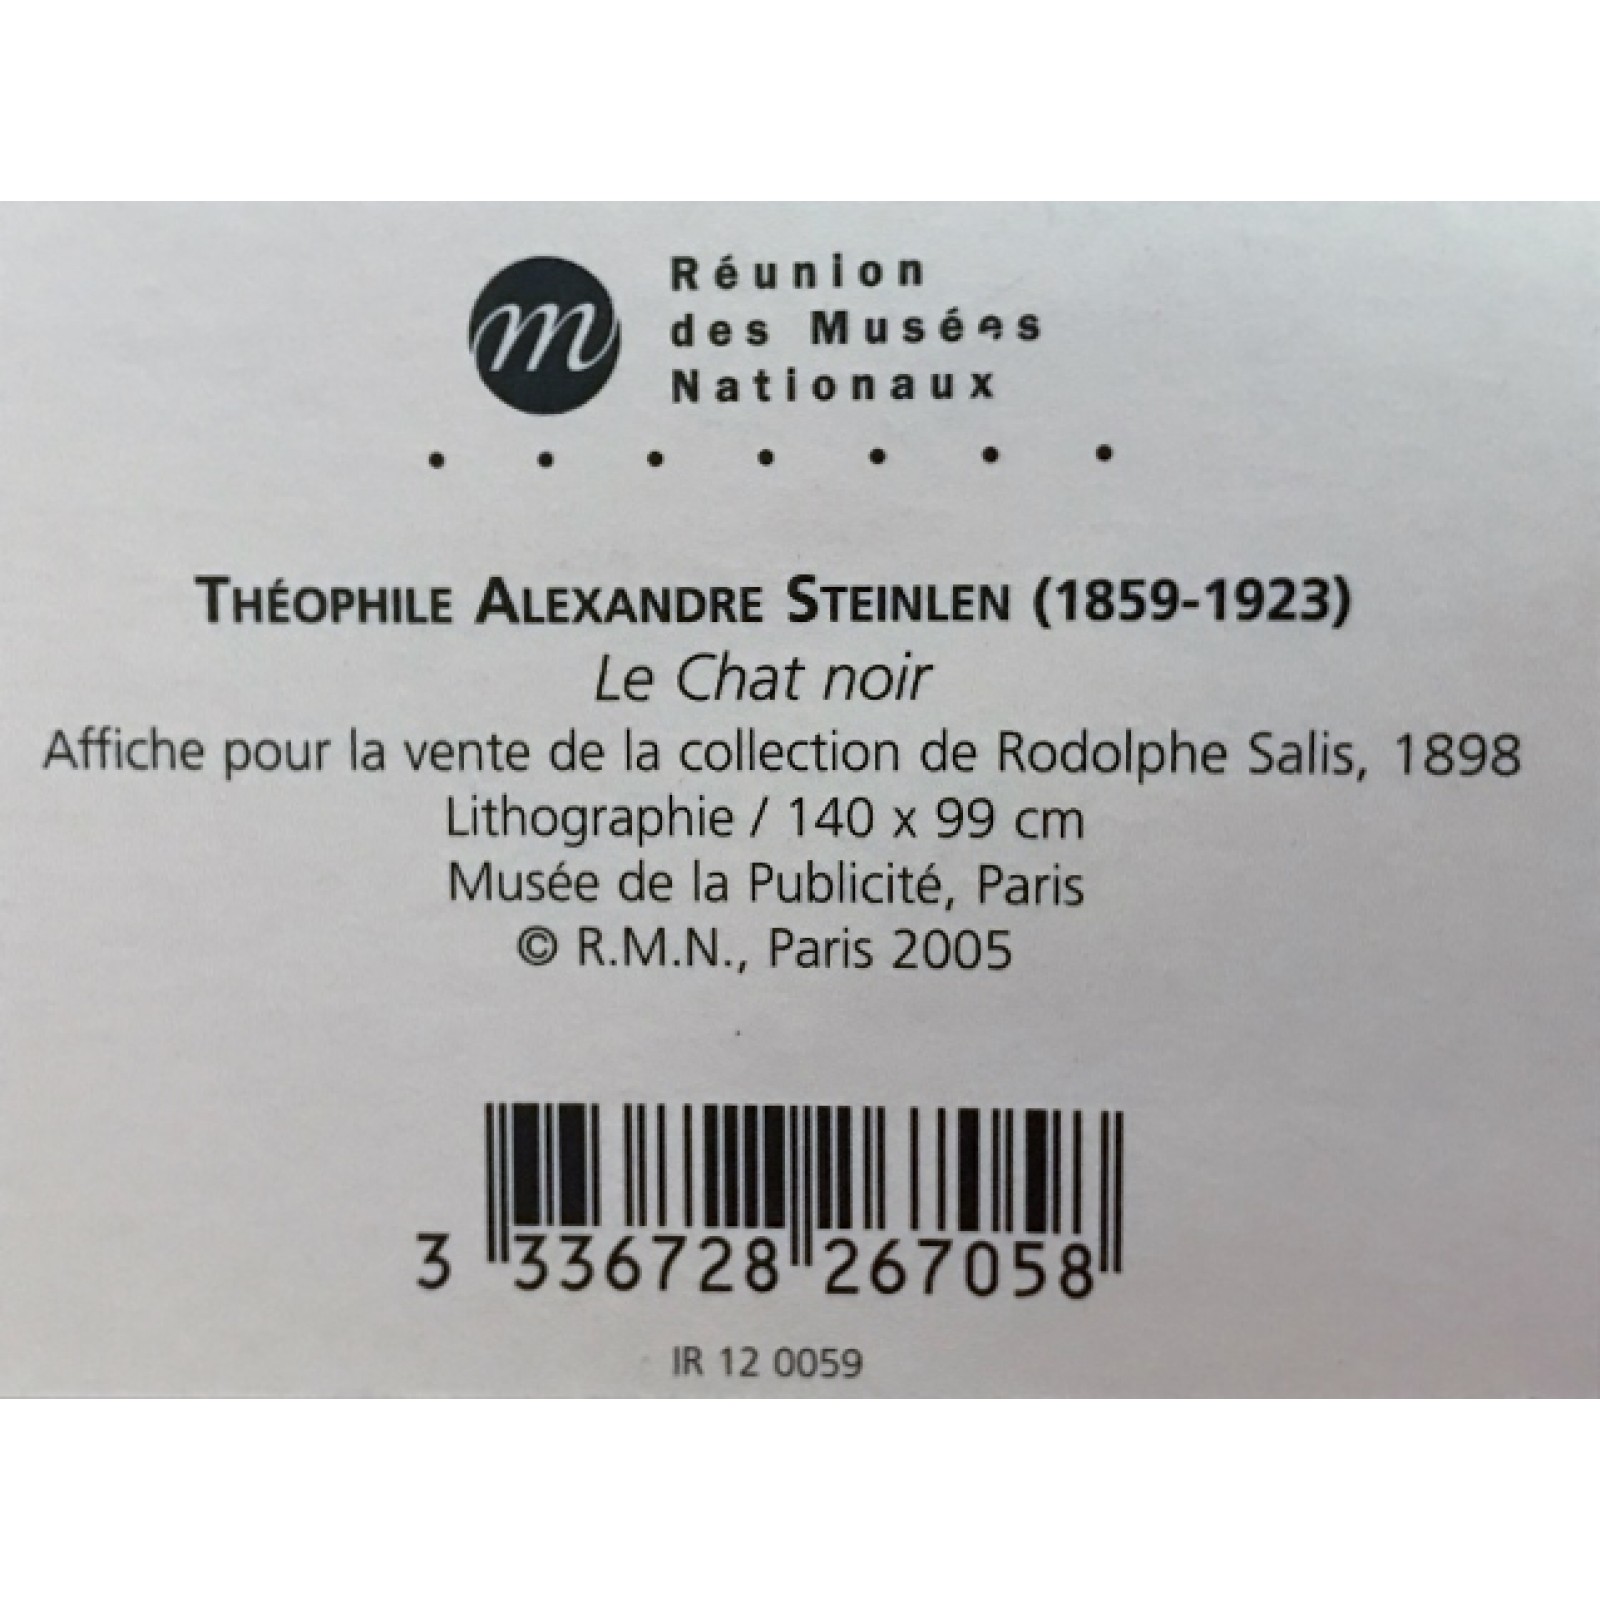 m
Réunion
des Musées
Nationaux
THÉOPHILE ALEXANDRE STEINLEN (1859-1923)
Le Chat noir
Affiche pour la vente de la collection de Rodolphe Salis, 1898
Lithographie / 140 x 99 cm
Musée de la Publicité, Paris
© R.M.N., Paris 2005
3 336728 267058
IR 12 0059